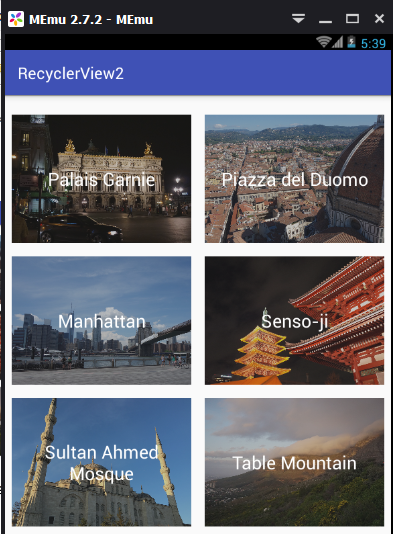 MEmu 2.7.2 - MEmu
5:39
RecyclerView2
Palais Garnie
Piazza del Duomo
Manhattan
Senso-ji
Sultan Ahmed
Mosque
Table Mountain